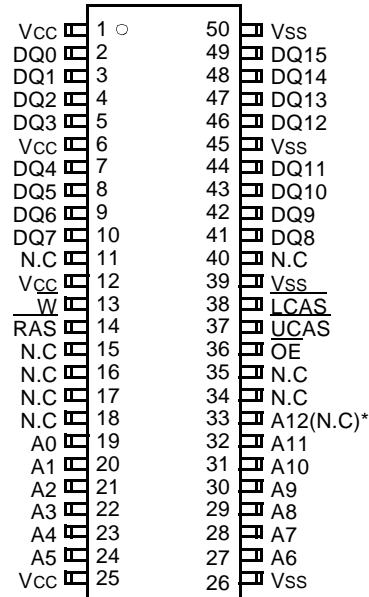 VCC 1 50 VSS
DQ0 2 49 DQ15
DQ1 3 48 DQ14
DQ2 4 47 DQ13
DQ3 5 46 DQ12
VCC 6 45 VSS
DQ4 7 44 DQ11
DQ5 8 43 DQ10
DQ6 9 42 DQ9
DQ7 10 41 DQ8
N.C 11 40 N.C
VCC 12 39 VSS
W 13 38 LCAS
RAS 14 37 UCAS
N.C 15 36 OE
N.C 16 35 N.C
N.C 17 34 N.C
N.C 18 33 A12(N.C)*
A0 19 32 A11
A1 20 31 A10
A2 21 30 A9
A3 22 29 A8
A4 23 28 A7
A5 24 27 A6
VCC 25 26 VSS